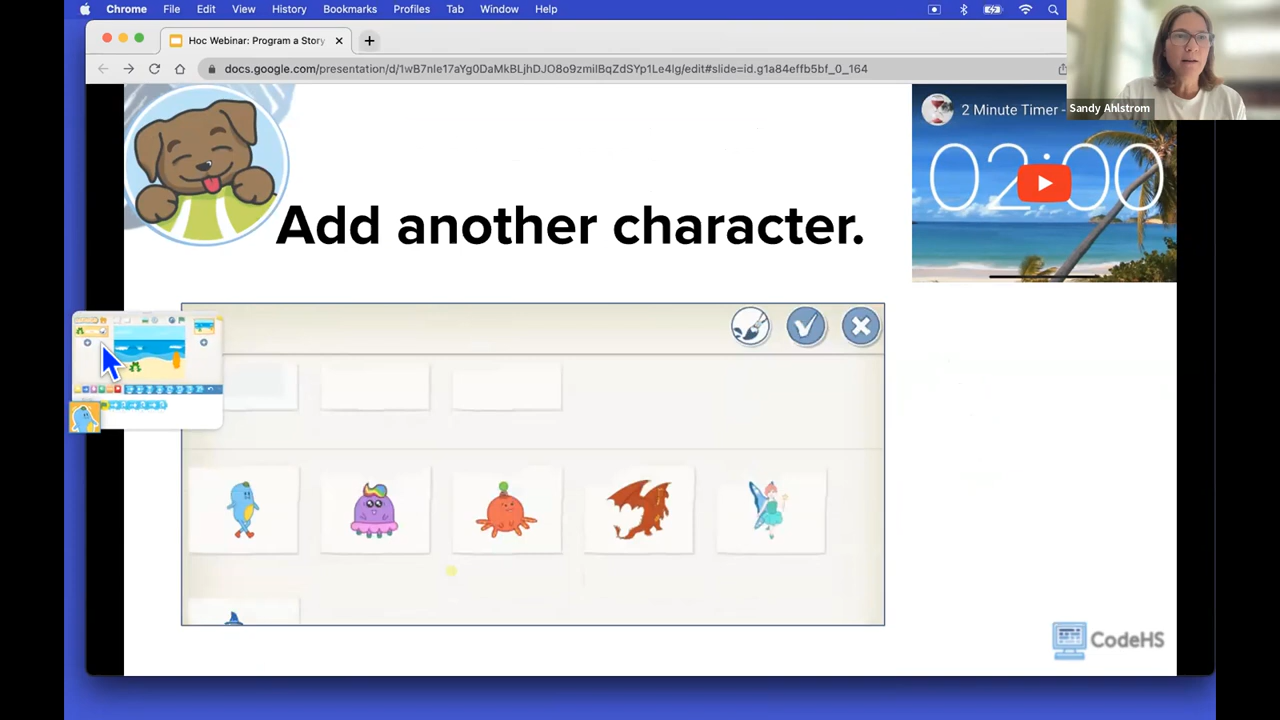 Chrome File Edit View History Bookmarks Profiles Tab Window Help
Hoc Webinar: Program a Story
docs.google.com/presentation/d/1wB7nIe17aYg0DaMkBLjhDJO8o9zmiIBqZdSYp1Le4lg/edit#slide=id.g1a84effb5bf_0_164
Sandy Ahlstrom
2 Minute Timer -
02:00
Add another character.
CodeHS